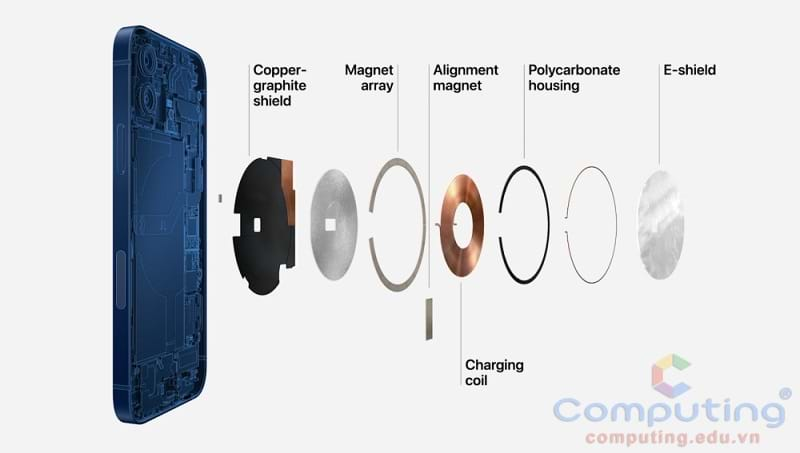 Copper-
graphite
shield
Magnet
array
Alignment
magnet
Polycarbonate
housing
E-shield
Charging
coil
Computing®
computing.edu.vn